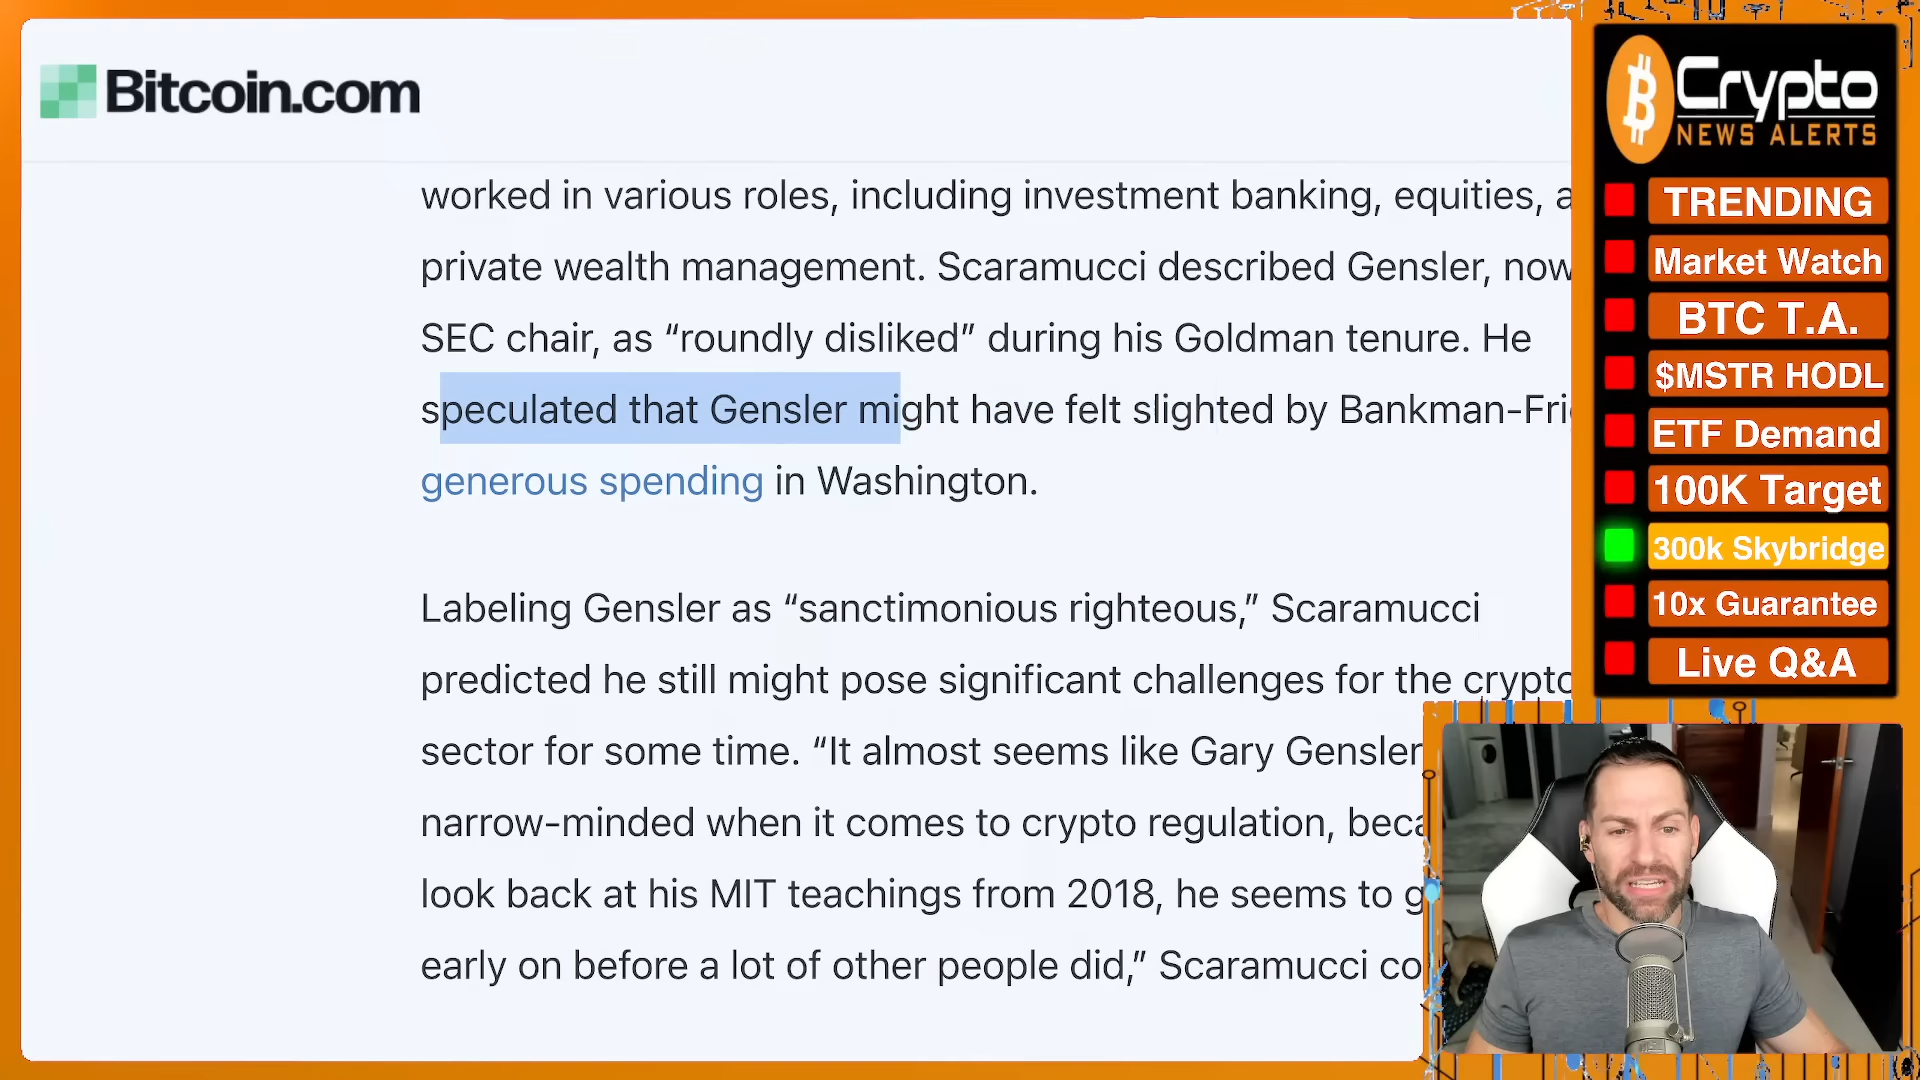 Bitcoin.com
worked in various roles, including investment banking, equities, a
private wealth management. Scaramucci described Gensler, now
SEC chair, as “roundly disliked” during his Goldman tenure. He
speculated that Gensler might have felt slighted by Bankman-Fri
generous spending in Washington.
Labeling Gensler as “sanctimonious righteous,” Scaramucci
predicted he still might pose significant challenges for the crypto
sector for some time. “It almost seems like Gary Gensler
narrow-minded when it comes to crypto regulation, beca
look back at his MIT teachings from 2018, he seems to g
early on before a lot of other people did,” Scaramucci co
Crypto
NEWS ALERTS
TRENDING
Market Watch
BTC T.A.
$MSTR HODL
ETF Demand
100K Target
300k Skybridge
10x Guarantee
Live Q&A